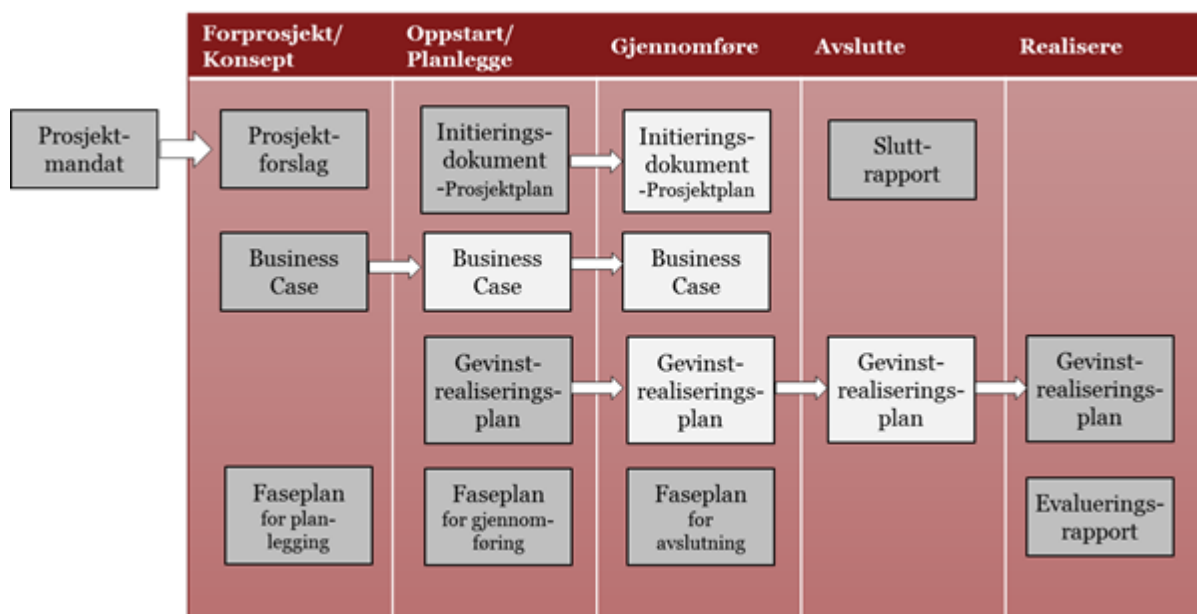 Forprosjekt/
Konsept
Oppstart/
Planlegge
Gjennomføre
Avslutte
Realisere
Prosjekt-
mandat
Prosjekt-
forslag
Initierings-
dokument
-Prosjektplan
Initierings-
dokument
-Prosjektplan
Slutt-
rapport
Business
Case
Business
Case
Business
Case
Gevinst-
realiserings-
plan
Gevinst-
realiserings-
plan
Gevinst-
realiserings-
plan
Gevinst-
realiserings-
plan
Faseplan
for plan-
legging
Faseplan
for gjennom-
føring
Faseplan
for
avslutning
Evaluerings-
rapport